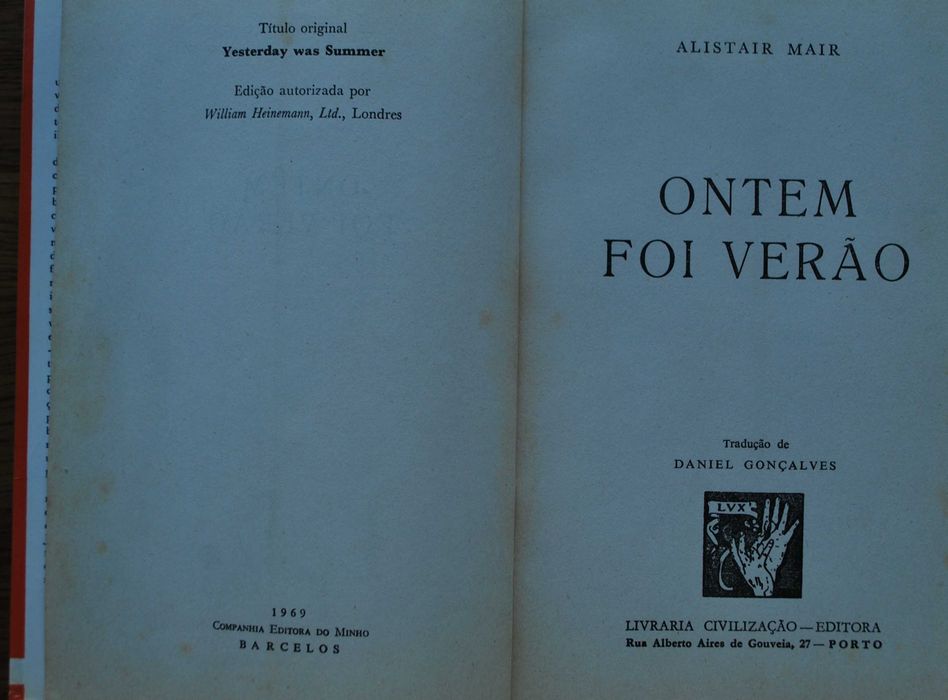 Título original
Yesterday was Summer
Edição autorizada por
William Heinemann, Ltd., Londres
1969
COMPANHIA EDITORA DO MINHO
BARCELOS
ALISTAIR MAIR
ONTEM
FOI VERÃO
Tradução de
DANIEL GONÇALVES
LVX
LIVRARIA CIVILIZAÇÃO — EDITORA
Rua Alberto Aires de Gouveia, 27 — PORTO